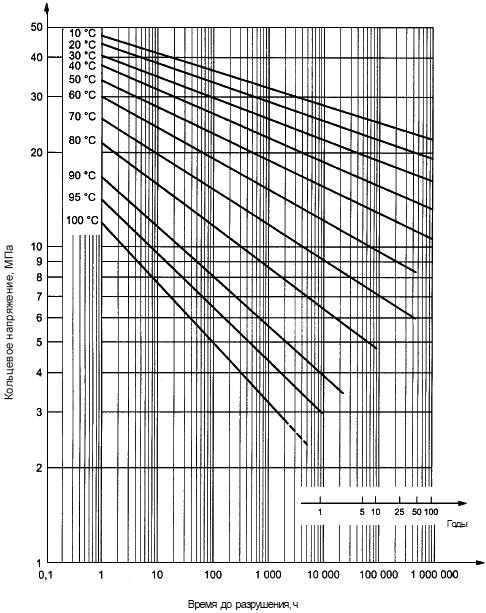 50
40
30
20
10
9
8
7
6
5
4
3
2
1
Кольцевое напряжение, МПа
10 °C
20 °C
30 °C
40 °C
50 °C
60 °C
70 °C
80 °C
90 °C
95 °C
100 °C
1 5 10 25 50 100
Годы
0,1 1 10 100 1 000 10 000 100 000 1 000 000
Время до разрушения, ч